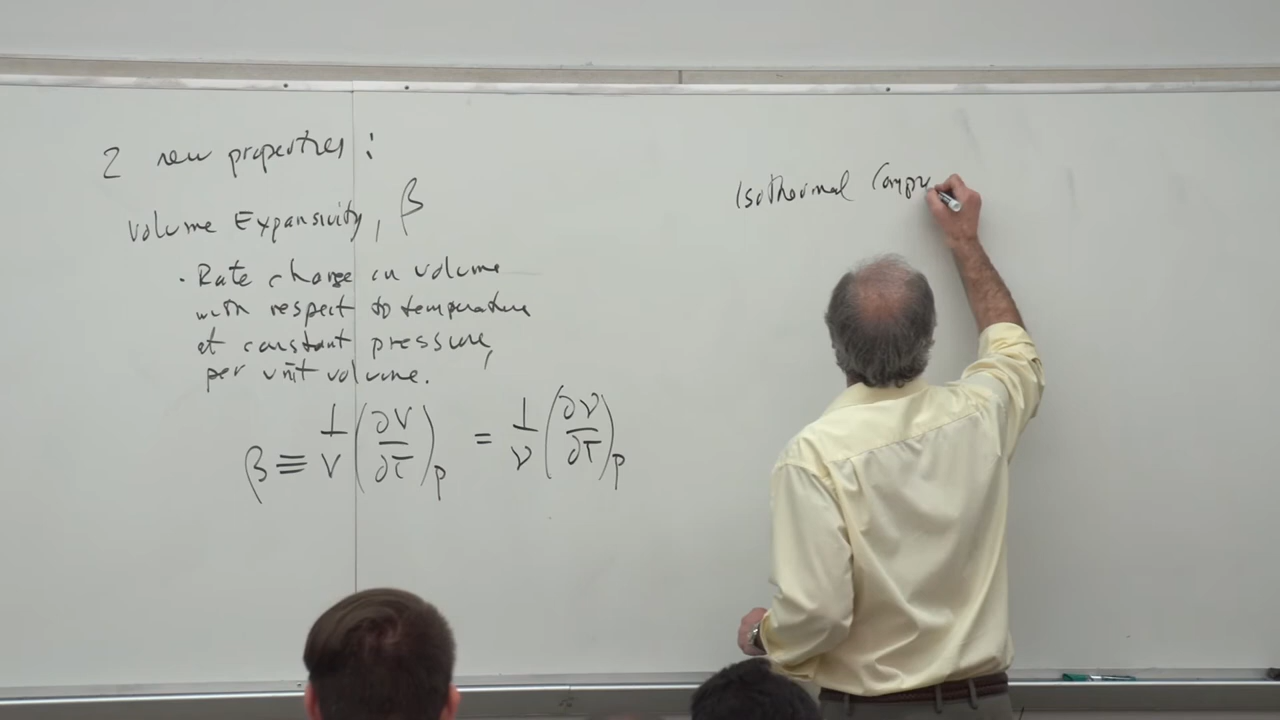 2 new properties:
Volume Expansivity, β
· Rate change in volume
with respect to temperature
at constant pressure,
per unit volume.
β ≡ 1/V (∂V/∂T)_p = 1/v (∂v/∂T)_p
Isothermal Compr